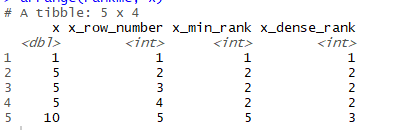 > arrange(rankme, x)
# A tibble: 5 x 4
x x_row_number x_min_rank x_dense_rank
<dbl> <int> <int> <int>
1 1 1 1 1
2 5 2 2 2
3 5 3 2 2
4 5 4 2 2
5 10 5 5 3